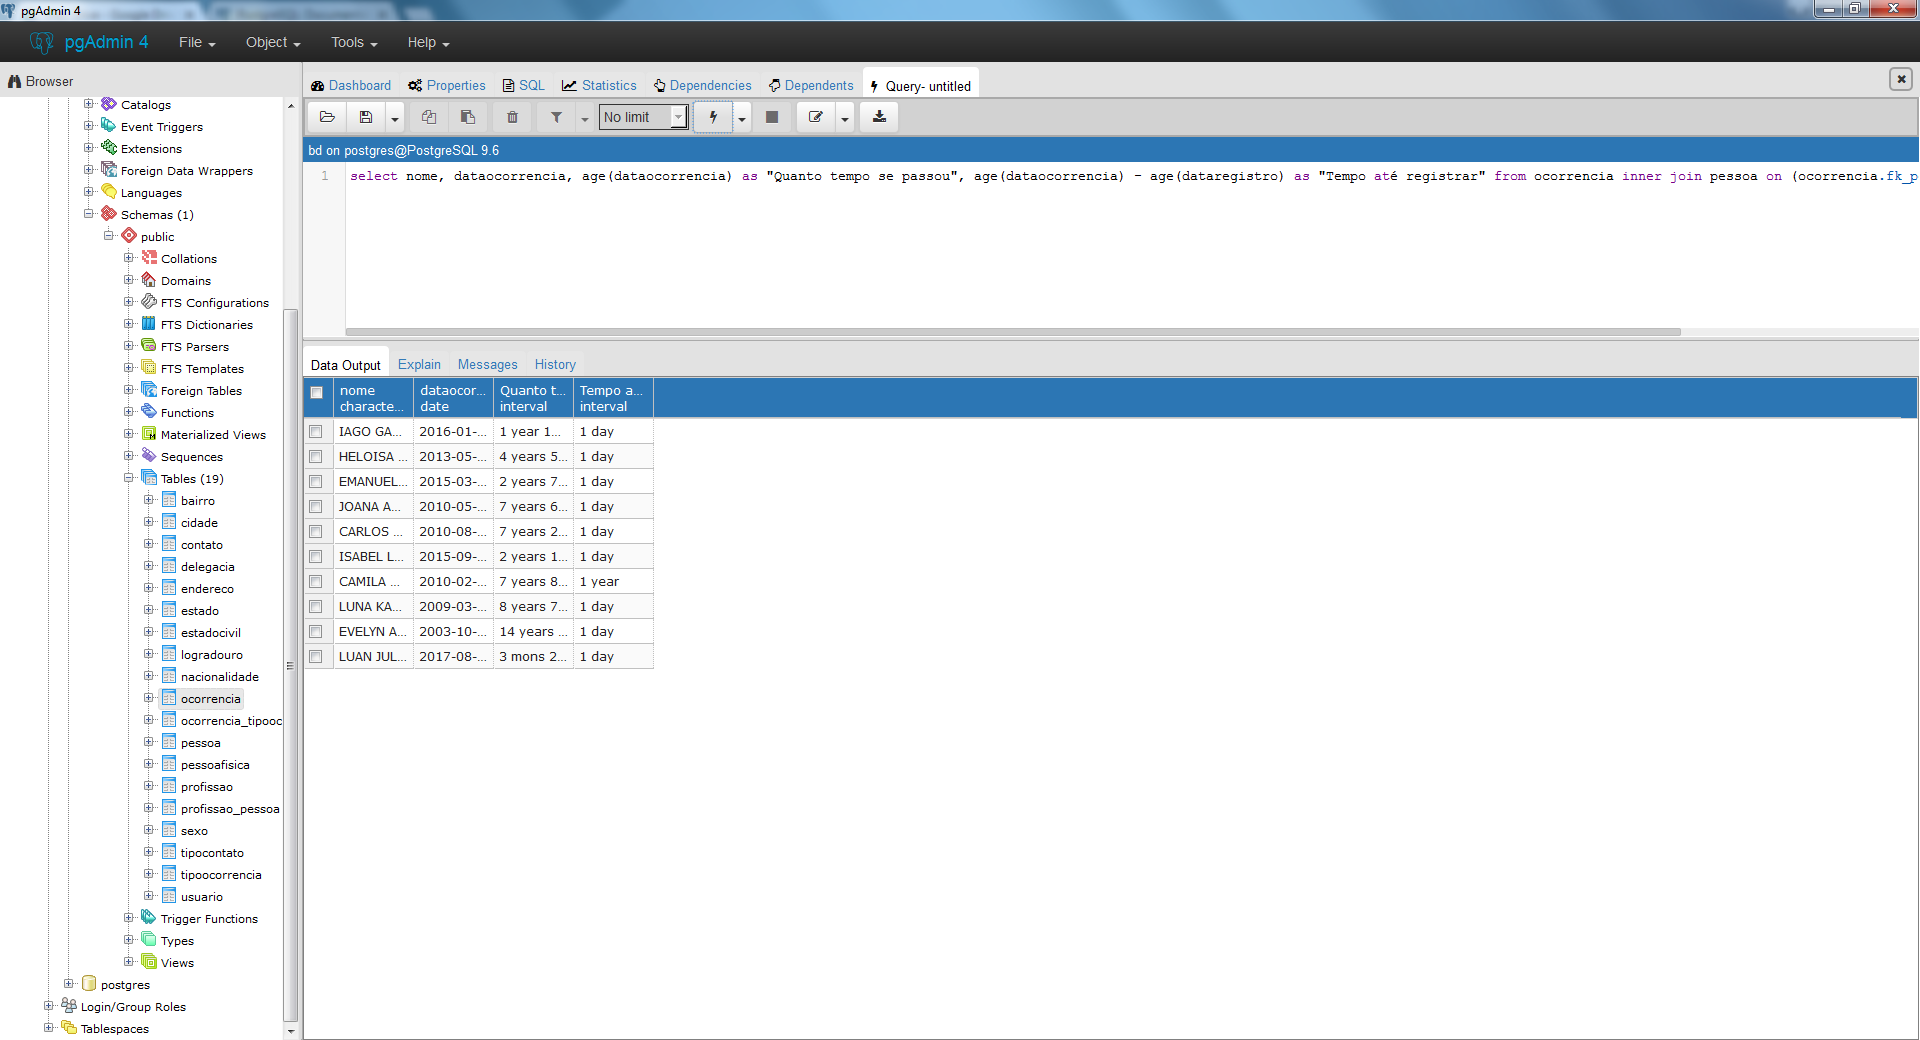 pgAdmin 4
pgAdmin 4 File Object Tools Help
Browser
Catalogs
Event Triggers
Extensions
Foreign Data Wrappers
Languages
Schemas (1)
public
Collations
Domains
FTS Configurations
FTS Dictionaries
FTS Parsers
FTS Templates
Foreign Tables
Functions
Materialized Views
Sequences
Tables (19)
bairro
cidade
contato
delegacia
endereco
estado
estadocivil
logradouro
nacionalidade
ocorrencia
ocorrencia_tipooc
pessoa
pessoafisica
profissao
profissao_pessoa
sexo
tipocontato
tipoocorrencia
usuario
Trigger Functions
Types
Views
postgres
Login/Group Roles
Tablespaces
Dashboard Properties SQL Statistics Dependencies Dependents Query- untitled
No limit
bd on postgres@PostgreSQL 9.6
1 select nome, dataocorrencia, age(dataocorrencia) as "Quanto tempo se passou", age(dataocorrencia) - age(dataregistro) as "Tempo até registrar" from ocorrencia inner join pessoa on (ocorrencia.fk_p
Data Output Explain Messages History
nome dataocor... Quanto t... Tempo a...
characte... date interval interval
IAGO GA... 2016-01-... 1 year 1... 1 day
HELOISA ... 2013-05-... 4 years 5... 1 day
EMANUEL... 2015-03-... 2 years 7... 1 day
JOANA A... 2010-05-... 7 years 6... 1 day
CARLOS ... 2010-08-... 7 years 2... 1 day
ISABEL L... 2015-09-... 2 years 1... 1 day
CAMILA ... 2010-02-... 7 years 8... 1 year
LUNA KA... 2009-03-... 8 years 7... 1 day
EVELYN A... 2003-10-... 14 years ... 1 day
LUAN JUL... 2017-08-... 3 mons 2... 1 day